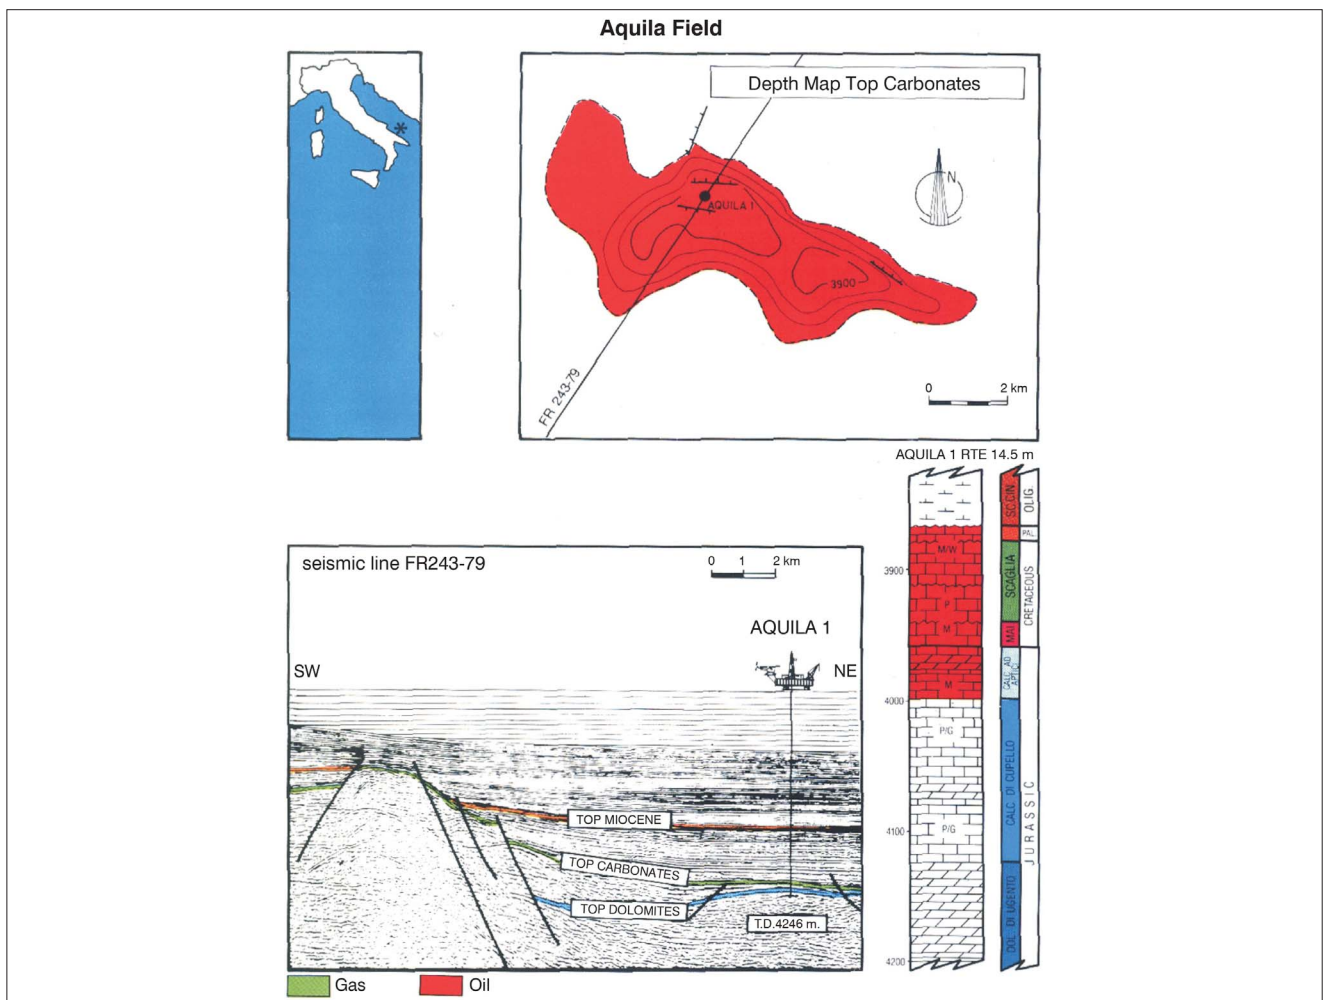 Aquila Field
Depth Map Top Carbonates
N
AQUILA 1
3900
FR 243-79
0 2 km
AQUILA 1 RTE 14.5 m
SC.CIN.
OLIG.
PAL.
M/W
3900
SCAGLIA
CRETACEOUS
P
M
MAI
CALC. AD
APTICI
M
4000
P/G
CALC. DI CUPELLO
JURASSIC
4100
P/G
DOL. DI UGENTO
4200
seismic line FR243-79
0 1 2 km
AQUILA 1
SW
NE
TOP MIOCENE
TOP CARBONATES
TOP DOLOMITES
T.D.4246 m.
Gas
Oil